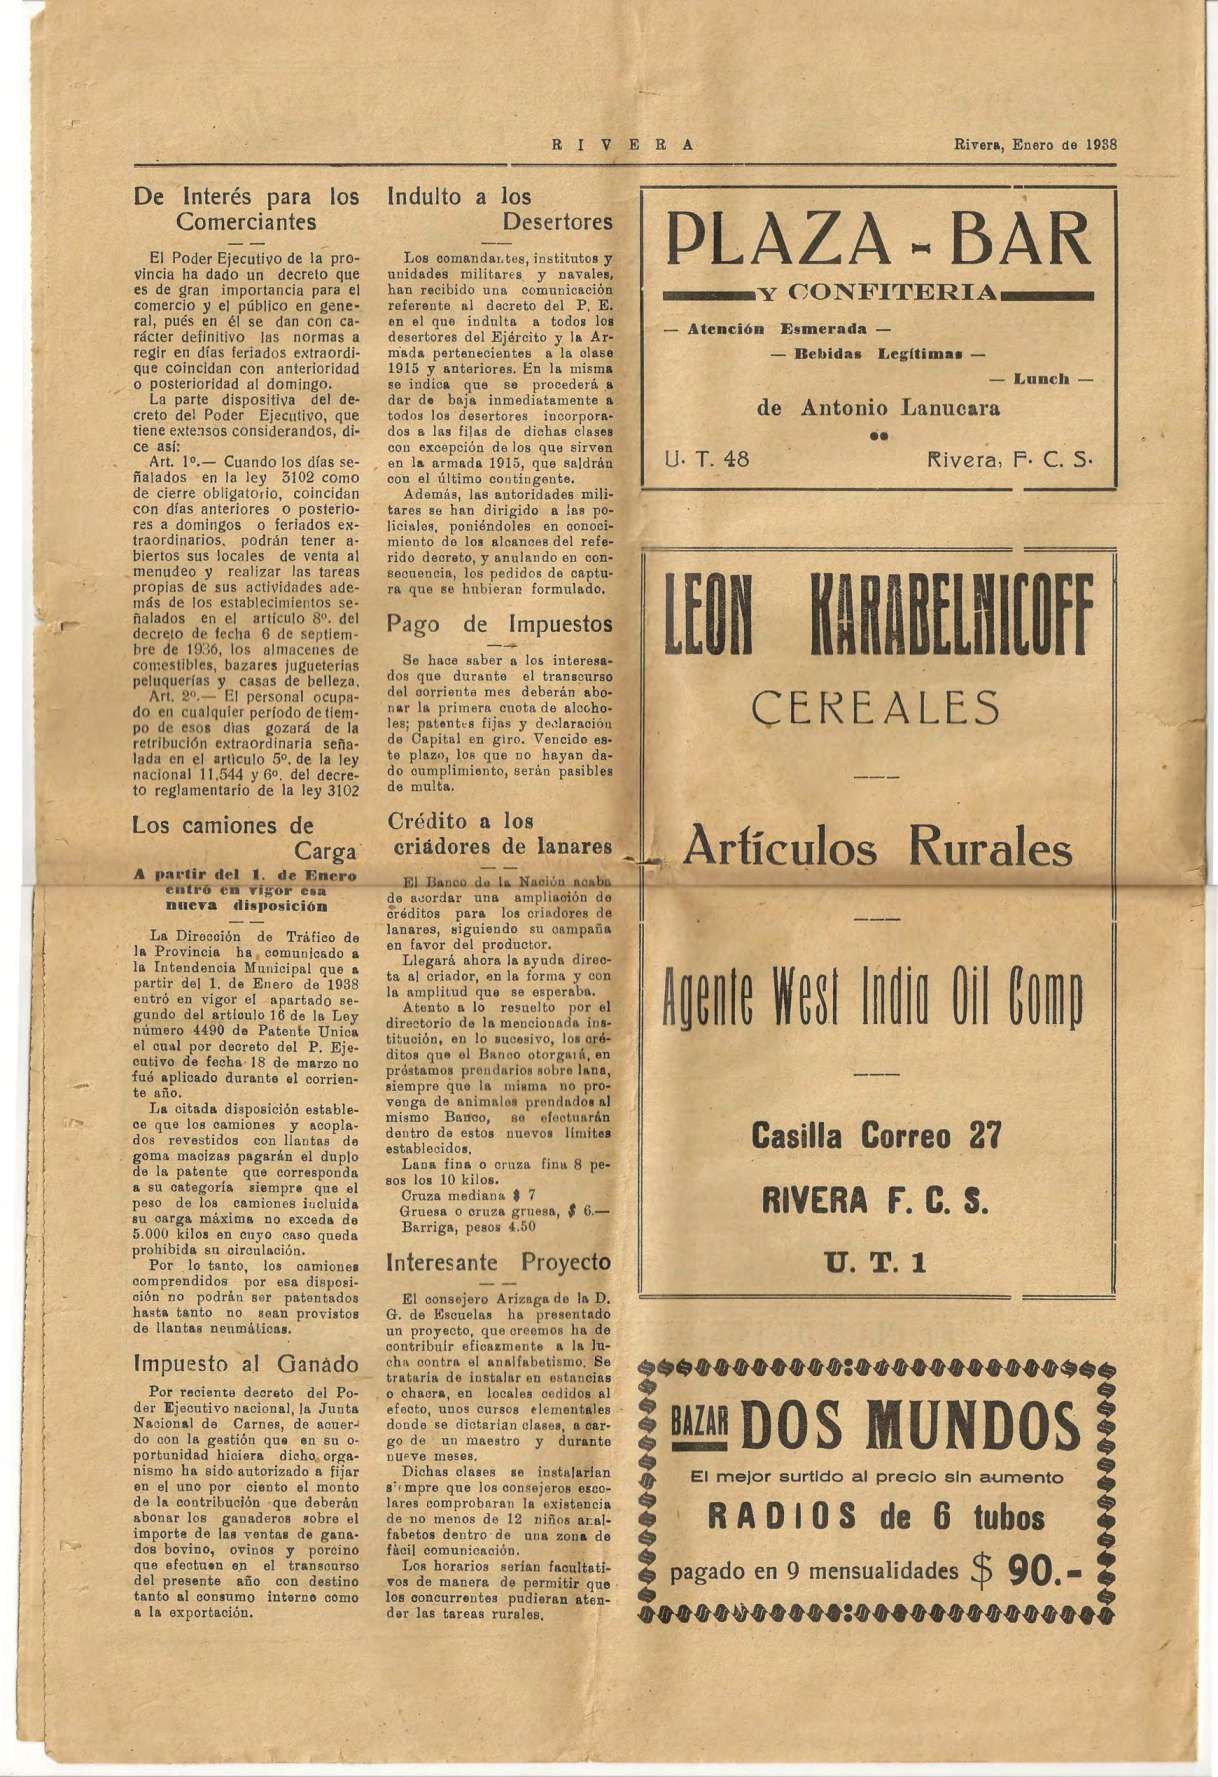 RIVERA
Rivera, Enero de 1938
De Interés para los
Comerciantes
El Poder Ejecutivo de la pro-
vincia ha dado un decreto que
es de gran importancia para el
comercio y el público en gene-
ral, pués en él se dan con ca-
rácter definitivo las normas a
regir en días feriados extraordi-
que coincidan con anterioridad
o posterioridad al domingo.
La parte dispositiva del de-
creto del Poder Ejecutivo, que
tiene extensos considerandos, di-
ce así:
Art. 1º.— Cuando los días se-
ñalados en la ley 3102 como
de cierre obligatorio, coincidan
con días anteriores o posterio-
res a domingos o feriados ex-
traordinarios, podrán tener a-
biertos sus locales de venta al
menudeo y realizar las tareas
propias de sus actividades ade-
más de los establecimientos se-
ñalados en el artículo 8º. del
decreto de fecha 6 de septiem-
bre de 1936, los almacenes de
comestibles, bazares jugueterías
peluquerías y casas de belleza.
Art. 2º.— El personal ocupa-
do en cualquier período de tiem-
po de esos días gozará de la
retribución extraordinaria seña-
lada en el artículo 5º. de la ley
nacional 11.544 y 6º. del decre-
to reglamentario de la ley 3102
Los camiones de
Carga
A partir del 1. de Enero
entró en vigor esa
nueva disposición
La Dirección de Tráfico de
la Provincia ha comunicado a
la Intendencia Municipal que a
partir del 1. de Enero de 1938
entró en vigor el apartado se-
gundo del artículo 16 de la Ley
número 4490 de Patente Unica
el cual por decreto del P. Eje-
cutivo de fecha 18 de marzo no
fué aplicado durante el corrien-
te año.
La citada disposición estable-
ce que los camiones y acopla-
dos revestidos con llantas de
goma macizas pagarán el duplo
de la patente que corresponda
a su categoría siempre que el
peso de los camiones incluída
su carga máxima no exceda de
5.000 kilos en cuyo caso queda
prohibida su circulación.
Por lo tanto, los camiones
comprendidos por esa disposi-
ción no podrán ser patentados
hasta tanto no sean provistos
de llantas neumáticas.
Impuesto al Ganádo
Por reciente decreto del Po-
der Ejecutivo nacional, la Junta
Nacional de Carnes, de acuer-
do con la gestión que en su o-
portunidad hiciera dicho orga-
nismo ha sido autorizado a fijar
en el uno por ciento el monto
de la contribución que deberán
abonar los ganaderos sobre el
importe de las ventas de gana-
dos bovino, ovinos y porcino
que efectuen en el transcurso
del presente año con destino
tanto al consumo interno como
a la exportación.
Indulto a los
Desertores
Los comandantes, institutos y
unidades militares y navales,
han recibido una comunicación
referente al decreto del P. E.
en el que indulta a todos los
desertores del Ejército y la Ar-
mada pertenecientes a la clase
1915 y anteriores. En la misma
se indica que se procederá a
dar de baja inmediatamente a
todos los desertores incorpora-
dos a las filas de dichas clases
con excepción de los que sirven
en la armada 1915, que saldrán
con el último contingente.
Además, las autoridades mili-
tares se han dirigido a las po-
liciales, poniéndoles en conoci-
miento de los alcances del refe-
rido decreto, y anulando en con-
secuencia, los pedidos de captu-
ra que se hubieran formulado.
Pago de Impuestos
Se hace saber a los interesa-
dos que durante el transcurso
del corriente mes deberán abo-
nar la primera cuota de alcoho-
les; patentes fijas y declaración
de Capital en giro. Vencido es-
te plazo, los que no hayan da-
do cumplimiento, serán pasibles
de multa.
Crédito a los
criádores de lanares
El Banco de la Nación acaba
de acordar una ampliación de
créditos para los criadores de
lanares, siguiendo su campaña
en favor del productor.
Llegará ahora la ayuda direc-
ta al criador, en la forma y con
la amplitud que se esperaba.
Atento a lo resuelto por el
directorio de la mencionada ins-
titución, en lo sucesivo, los cré-
ditos que el Banco otorgará, en
préstamos prendarios sobre lana,
siempre que la misma no pro-
venga de animales prendados al
mismo Banco, se efectuarán
dentro de estos nuevos límites
establecidos.
Lana fina o cruza fina 8 pe-
sos los 10 kilos.
Cruza mediana $ 7
Gruesa o cruza gruesa, $ 6.—
Barriga, pesos 4.50
Interesante Proyecto
El consejero Arizaga de la D.
G. de Escuelas ha presentado
un proyecto, que creemos ha de
contribuir eficazmente a la lu-
cha contra el analfabetismo. Se
trataría de instalar en estancias
o chacra, en locales cedidos al
efecto, unos cursos elementales
donde se dictarían clases, a car-
go de un maestro y durante
nueve meses.
Dichas clases se instalarían
siempre que los consejeros esco-
lares comprobaran la existencia
de no menos de 12 niños anal-
fabetos dentro de una zona de
fàcil comunicación.
Los horarios serían facultati-
vos de manera de permitir que
los concurrentes pudieran aten-
der las tareas rurales.
PLAZA - BAR
Y CONFITERIA
— Atención Esmerada —
— Bebidas Legítimas —
— Lunch —
de Antonio Lanucara
U. T. 48 Rivera, F. C. S.
LEON KARABELNICOFF
CEREALES
Artículos Rurales
Agente West India Oil Comp
Casilla Correo 27
RIVERA F. C. S.
U. T. 1
BAZAR DOS MUNDOS
El mejor surtido al precio sin aumento
RADIOS de 6 tubos
pagado en 9 mensualidades $ 90.-